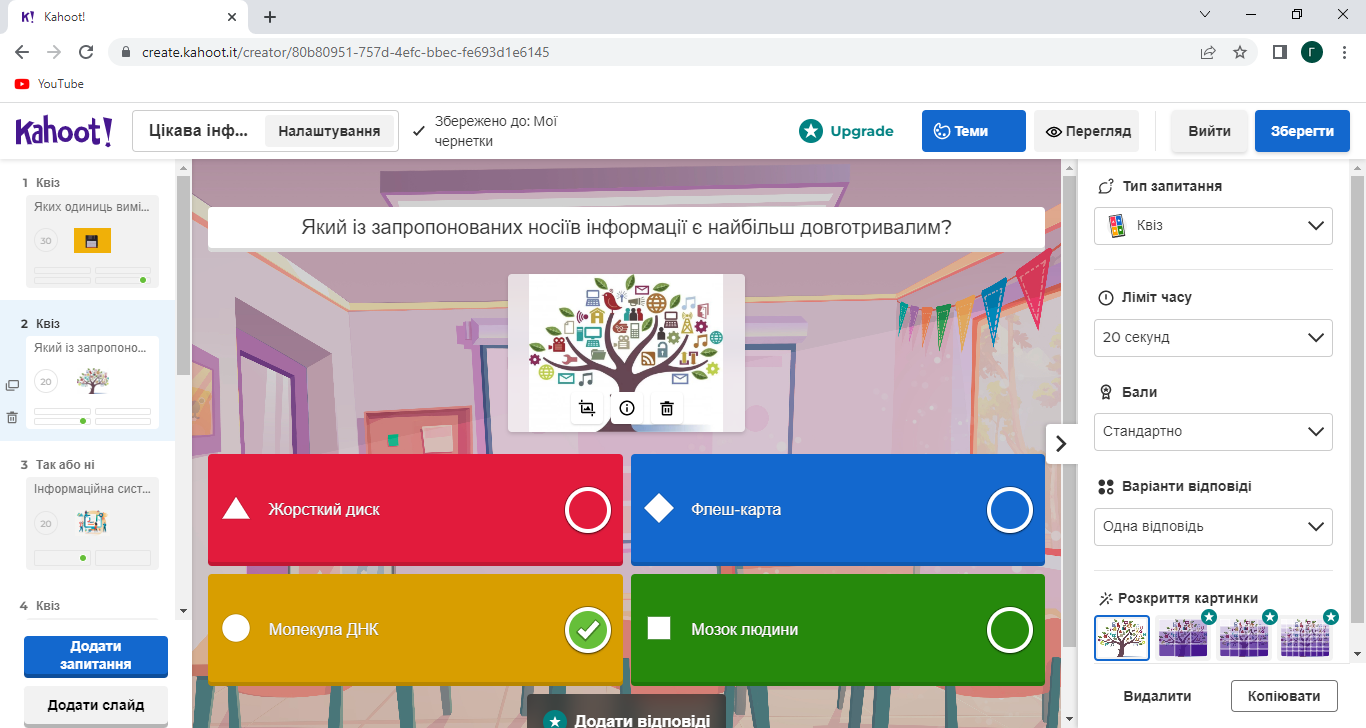 Kahoot!
create.kahoot.it/creator/80b80951-757d-4efc-bbec-fe693d1e6145
Г
YouTube
Kahoot!
Цікава інф...
Налаштування
Збережено до: Мої
чернетки
Upgrade
Теми
Перегляд
Вийти
Зберегти
1 Квіз
Яких одиниць вимі...
30
2 Квіз
Який із запропоно...
20
3 Так або ні
Інформаційна сист...
20
4 Квіз
Додати
запитання
Додати слайд
Який із запропонованих носіїв інформації є найбільш довготривалим?
Жорсткий диск
Флеш-карта
Молекула ДНК
Мозок людини
Додати відповіді
Тип запитання
Квіз
Ліміт часу
20 секунд
Бали
Стандартно
Варіанти відповіді
Одна відповідь
Розкриття картинки
Видалити
Копіювати